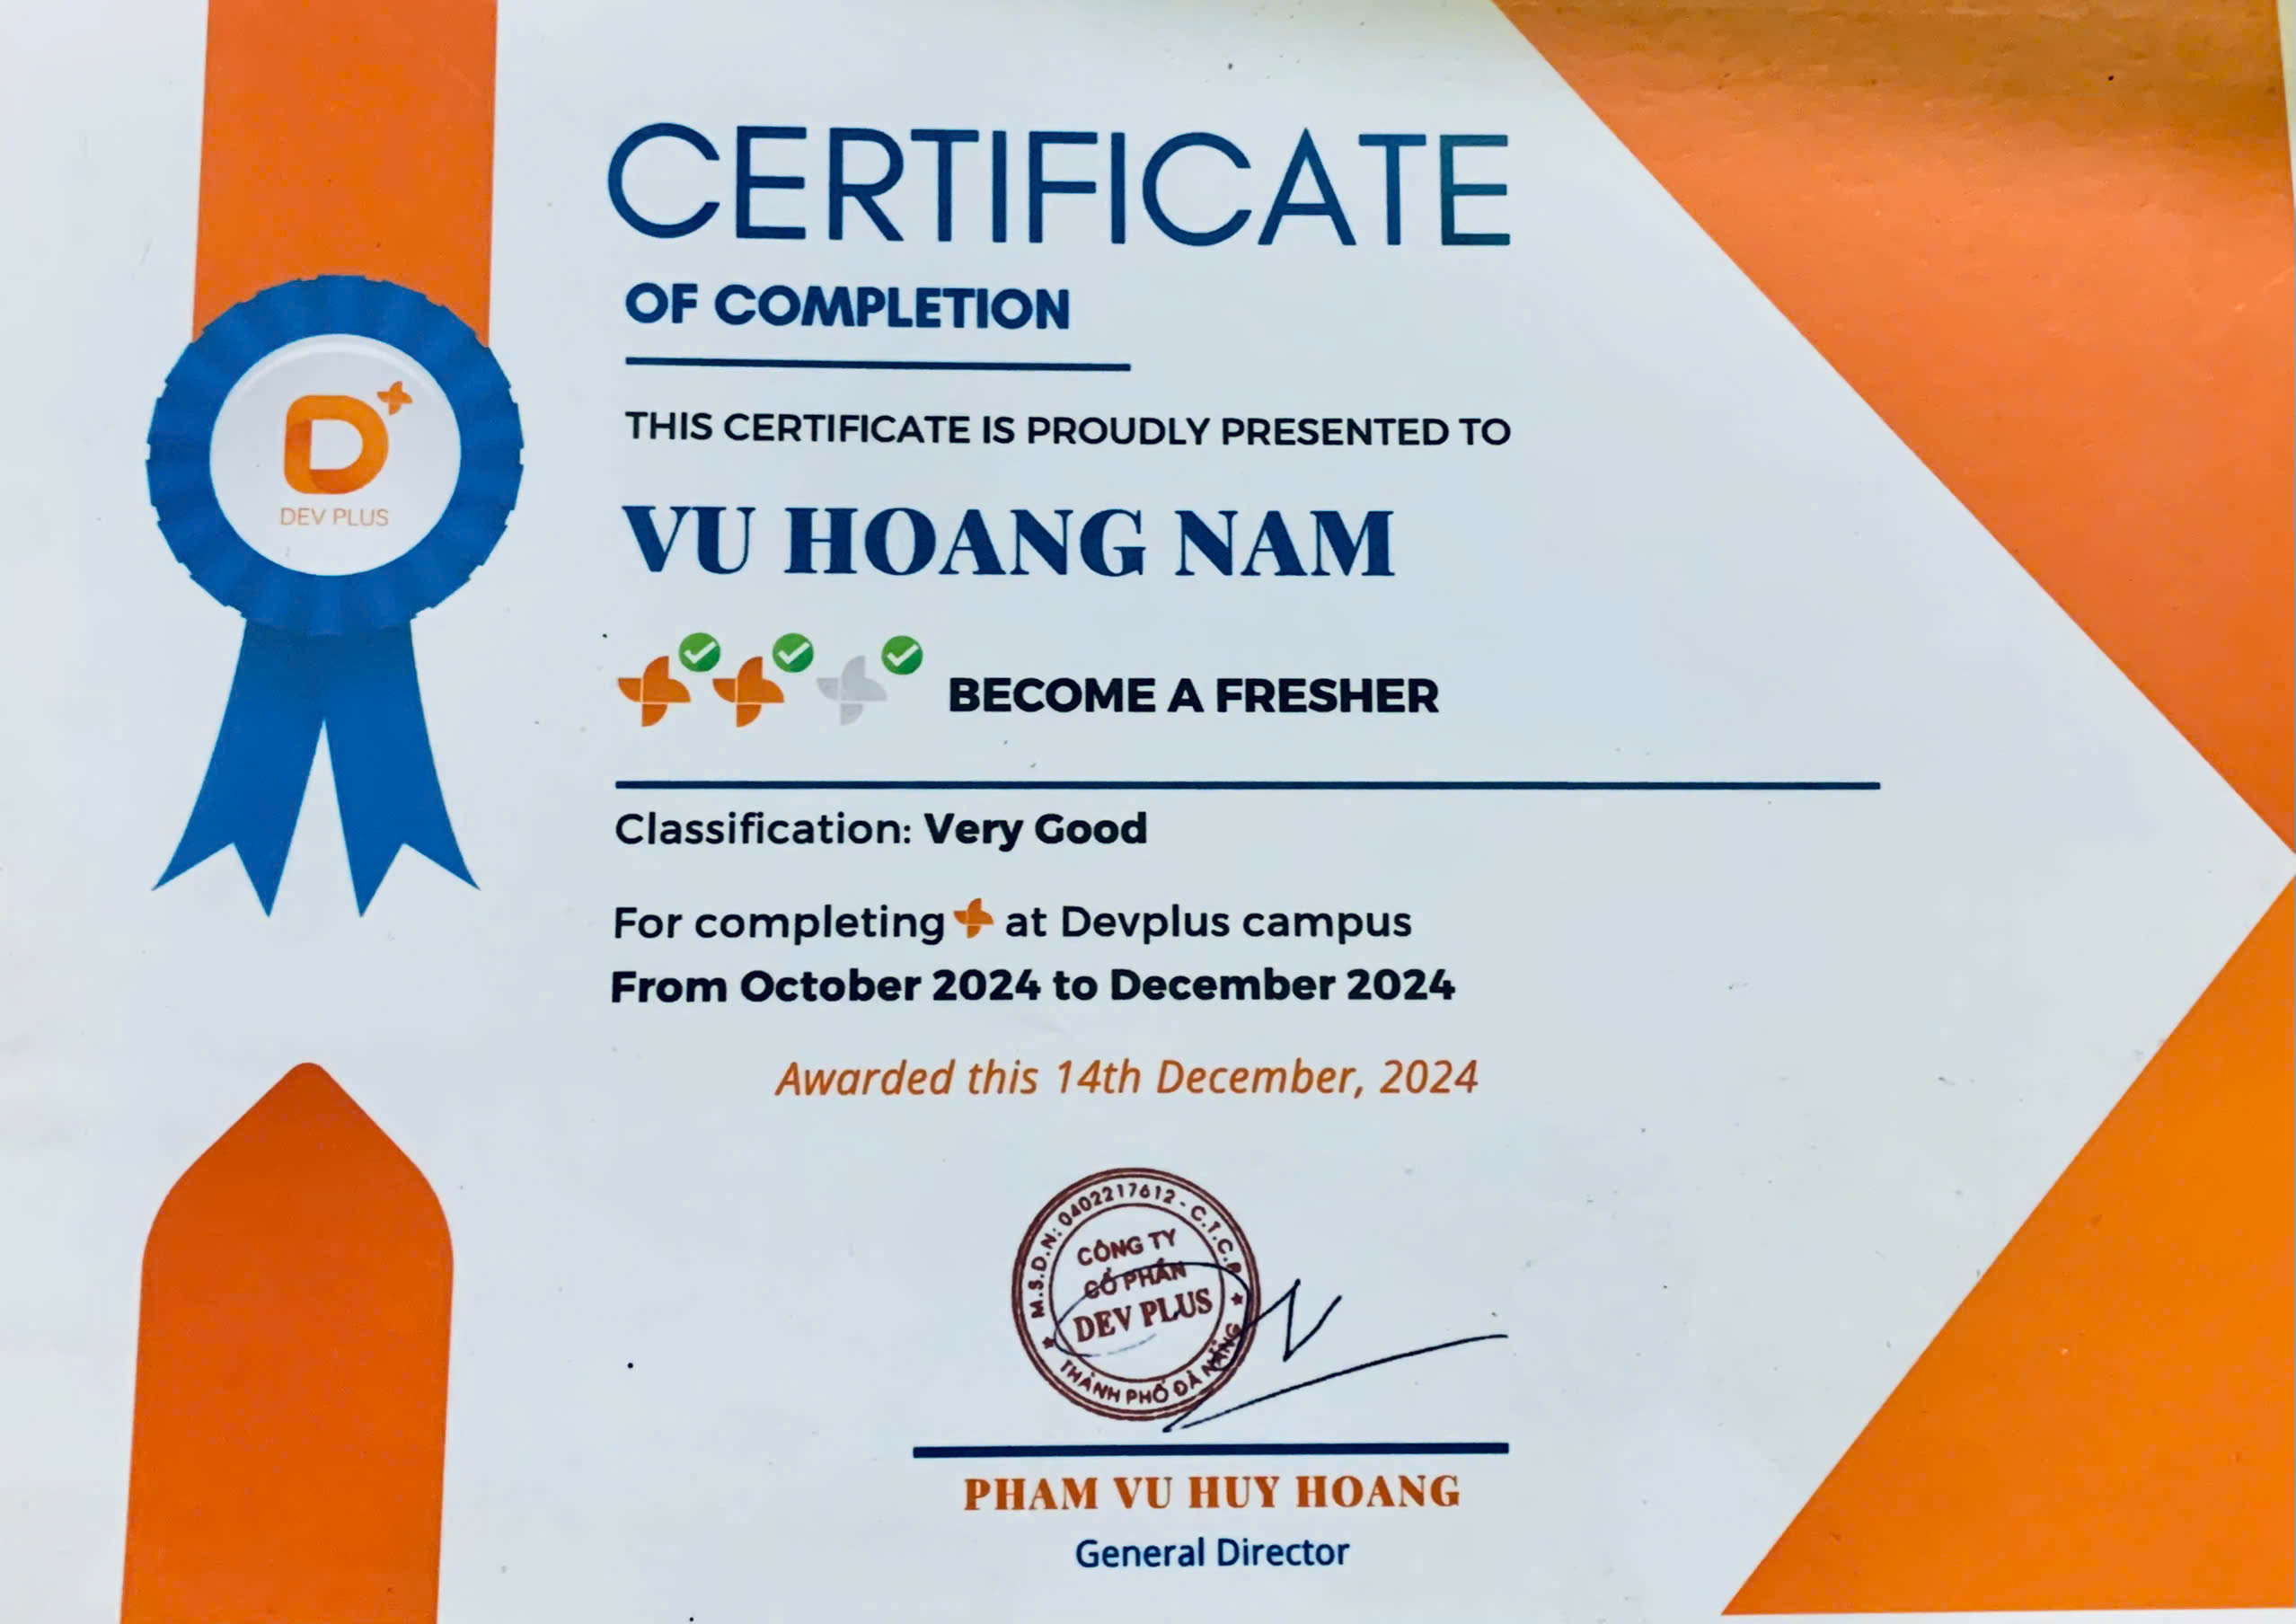 CERTIFICATE
OF COMPLETION
THIS CERTIFICATE IS PROUDLY PRESENTED TO
D
DEV PLUS
VU HOANG NAM
BECOME A FRESHER
Classification: Very Good
For completing at Devplus campus
From October 2024 to December 2024
Awarded this 14th December, 2024
M.S.D.N: 0402217612 - C.T.C.P
CÔNG TY
CỔ PHẦN
DEV PLUS
THÀNH PHỐ ĐÀ NẴNG
PHAM VU HUY HOANG
General Director